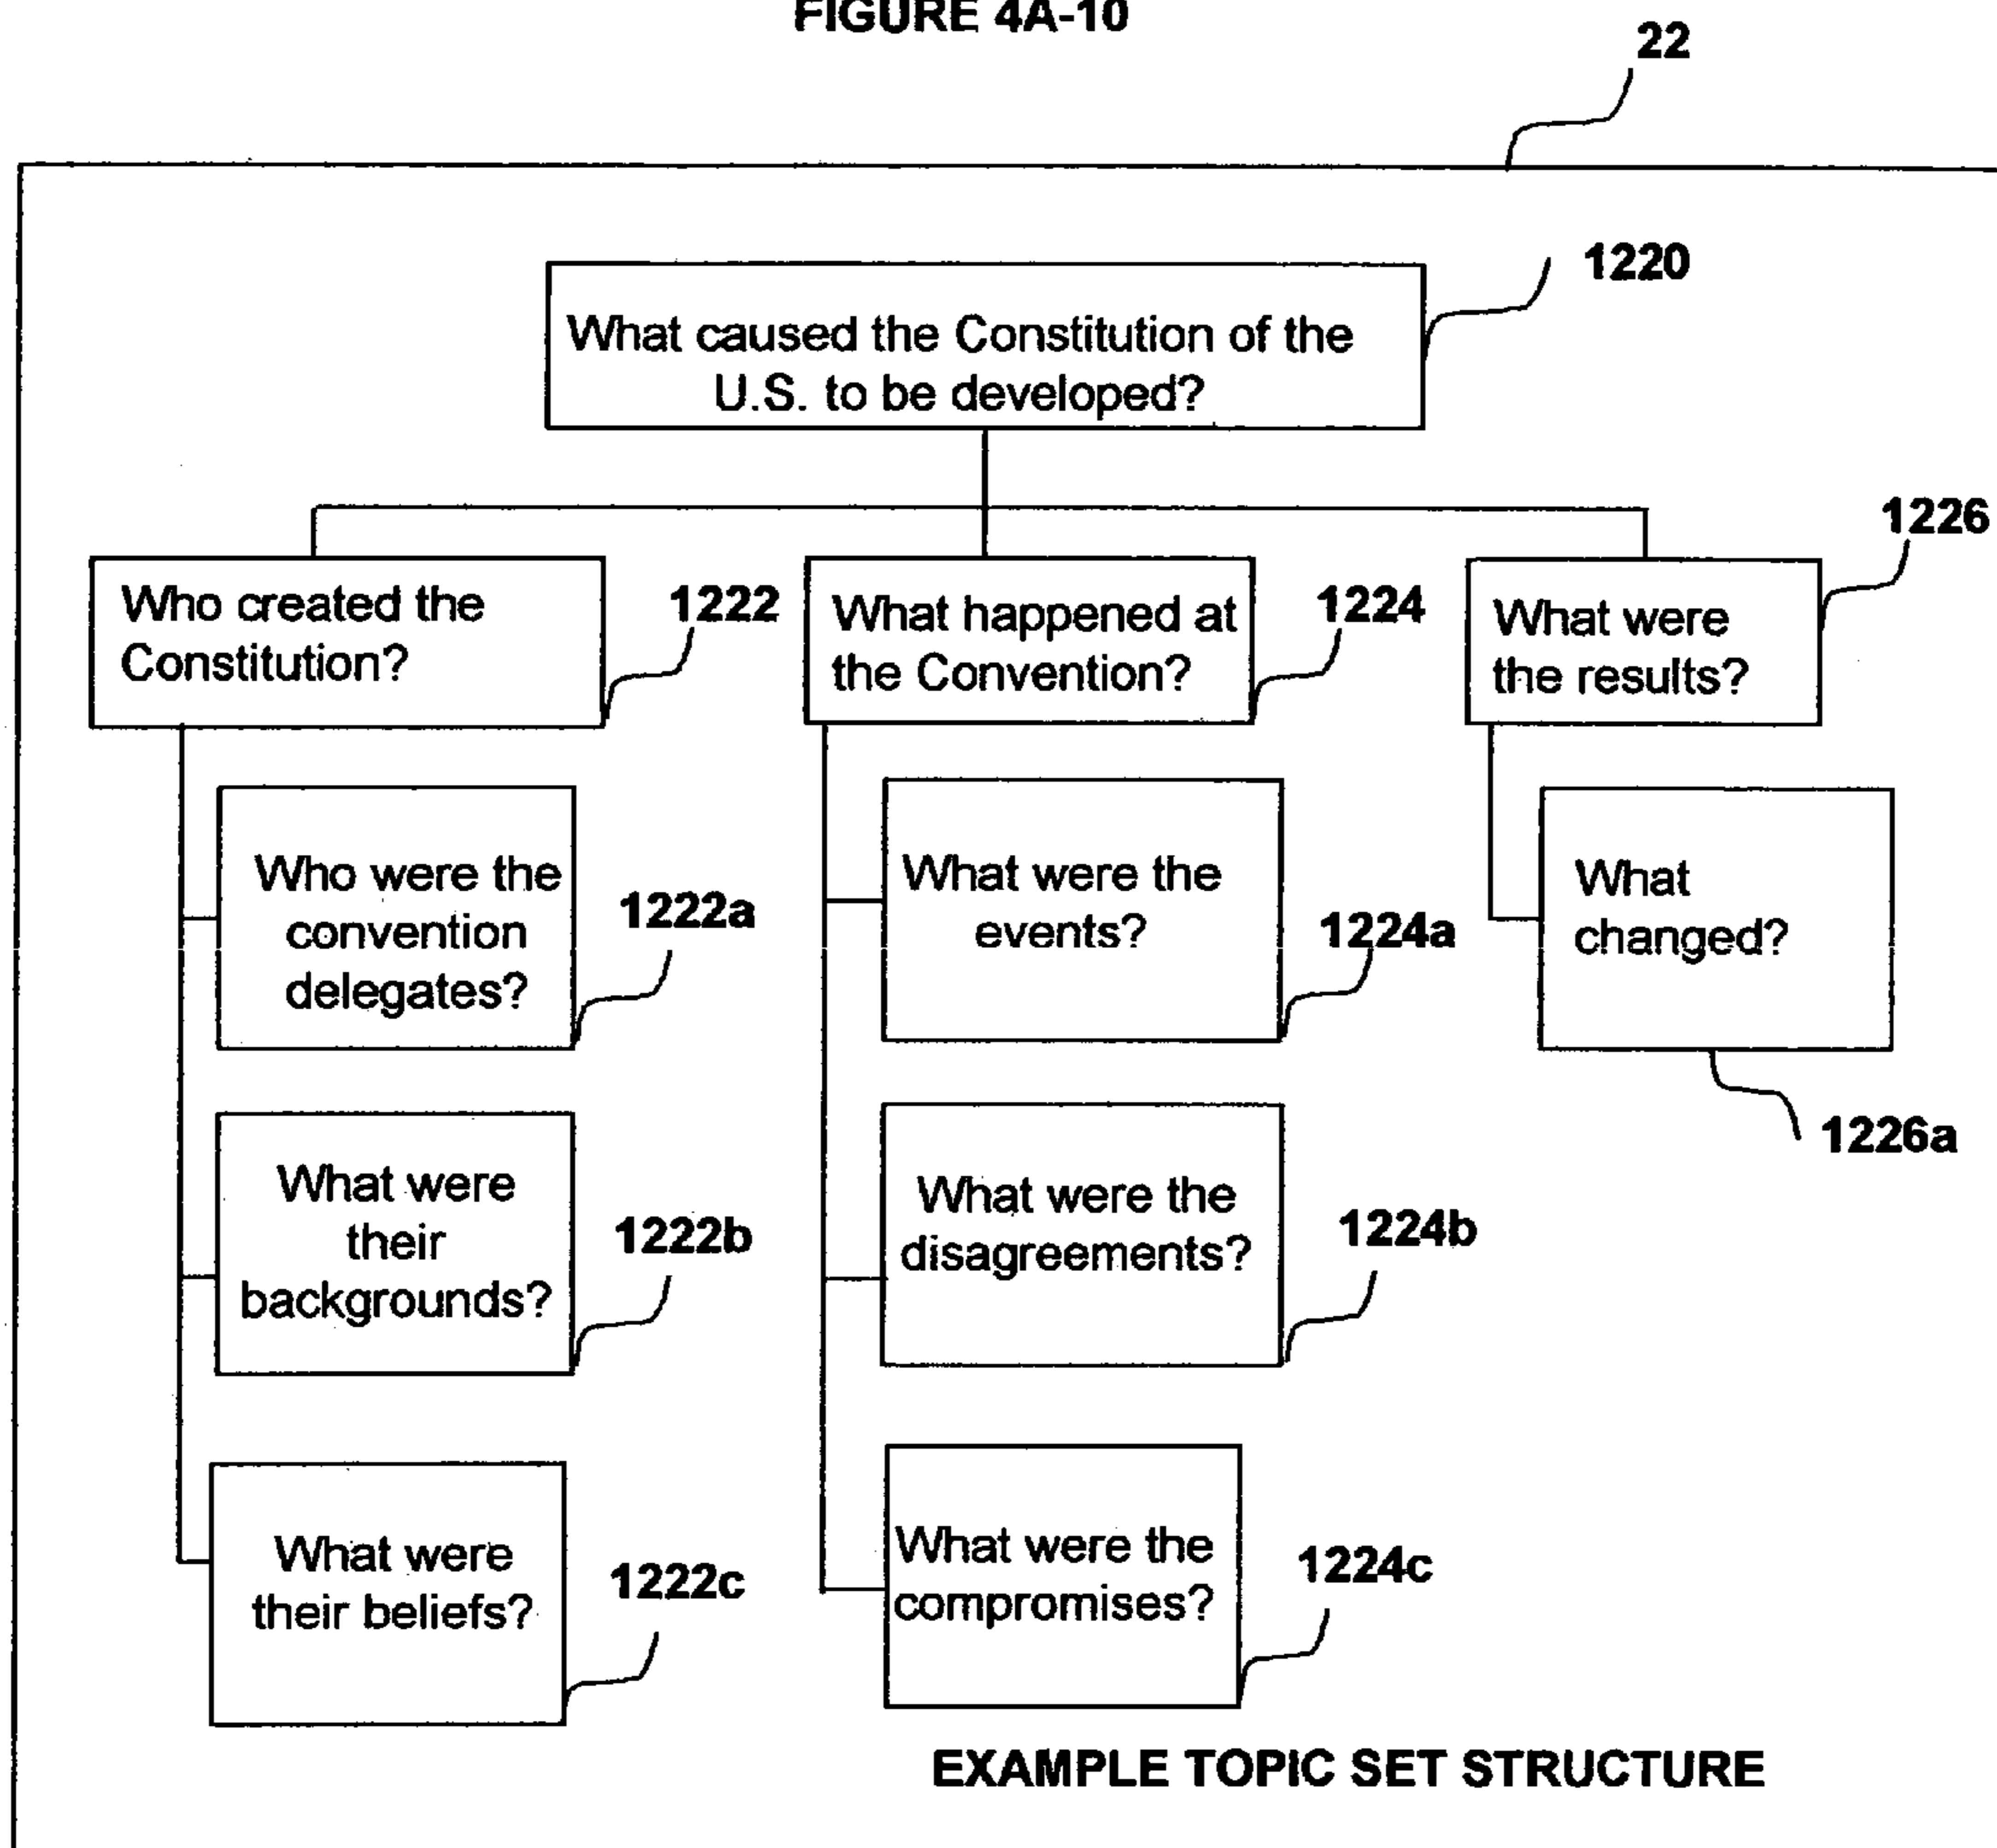 FIGURE 4A-10
22
1220
What caused the Constitution of the
U.S. to be developed?
1226
Who created the
Constitution?
1222
What happened at
the Convention?
1224
What were
the results?
Who were the
convention
delegates?
1222a
What were the
events?
1224a
What
changed?
1226a
What were
their
backgrounds?
1222b
What were the
disagreements?
1224b
What were
their beliefs?
1222c
What were the
compromises?
1224c
EXAMPLE TOPIC SET STRUCTURE